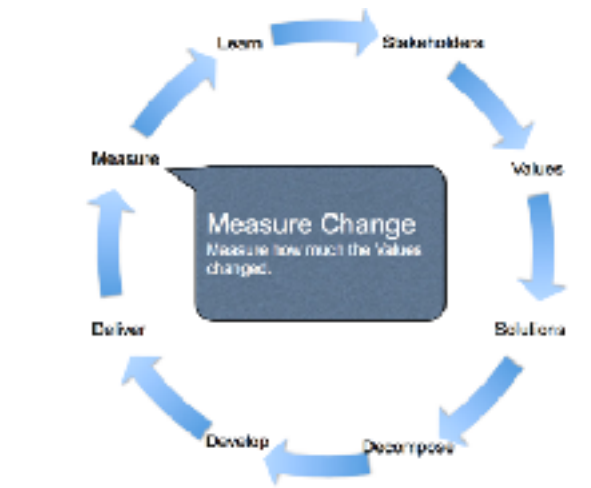 Learn
Stakeholders
Measure
Values
Measure Change
Measure how much the Values
changed.
Deliver
Solutions
Develop
Decompose